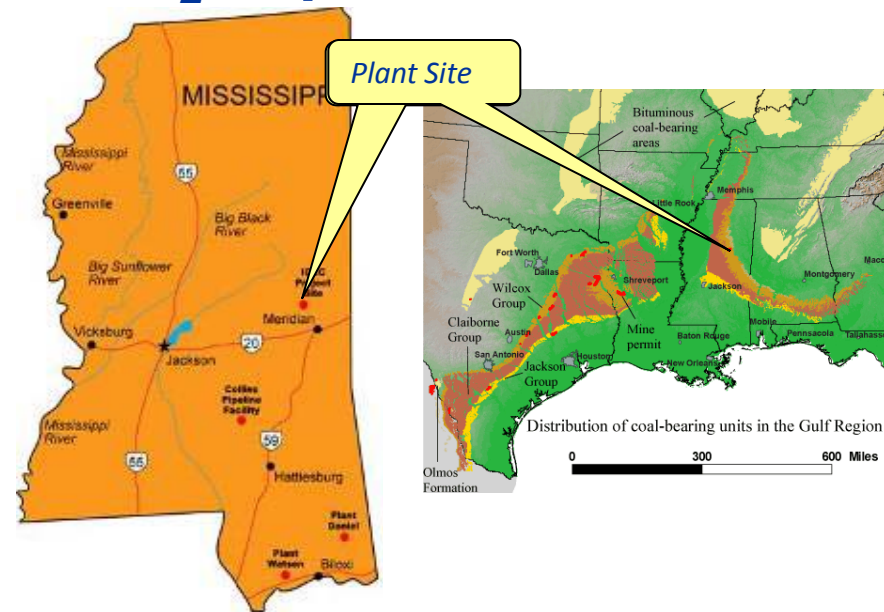 Plant Site
MISSISSIPP
Mississippi
River
55
Greenville
Big Black
River
Big Sunflower
River
IGCC
Project
Site
Meridian
Vicksburg
20
Jackson
Collins
Pipeline
Facility
Mississippi
River
59
55
Hattiesburg
Plant
Daniel
Plant
Watson
Biloxi
Bituminous
coal-bearing
areas
Memphis
Little Rock
Fort Worth
Dallas
Wilcox
Group
Shreveport
Jackson
Montgomery
Claiborne
Group
Austin
Mine
permit
Baton Rouge
Mobile
Pennsacola
Tallahass
San Antonio
Houston
New Orleans
Jackson
Group
Distribution of coal-bearing units in the Gulf Region
0 300 600 Miles
Olmos
Formation